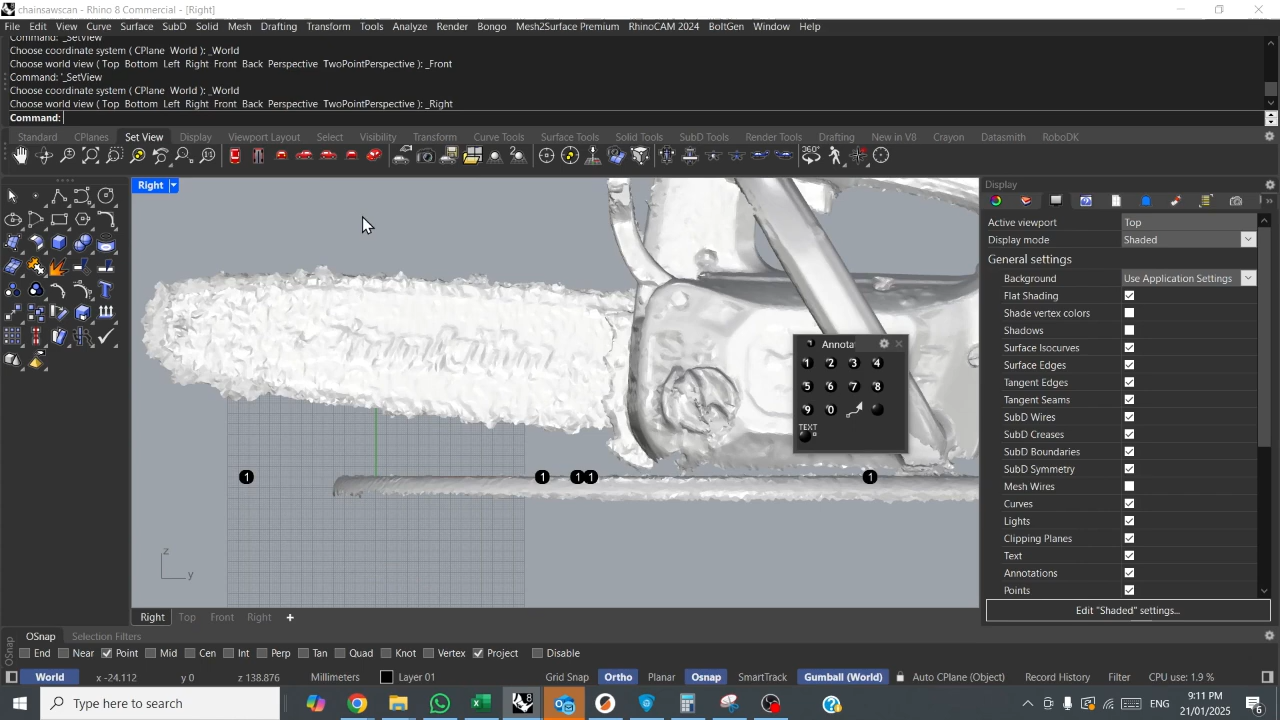 chainsawscan - Rhino 8 Commercial - [Right]
File Edit View Curve Surface SubD Solid Mesh Drafting Transform Tools Analyze Render Bongo Mesh2Surface Premium RhinoCAM 2024 BoltGen Window Help
Command: '_SetView
Choose coordinate system ( CPlane World ): _World
Choose world view ( Top Bottom Left Right Front Back Perspective TwoPointPerspective ): _Front
Command: '_SetView
Choose coordinate system ( CPlane World ): _World
Choose world view ( Top Bottom Left Right Front Back Perspective TwoPointPerspective ): _Right
Command:
Standard CPlanes Set View Display Viewport Layout Select Visibility Transform Curve Tools Surface Tools Solid Tools SubD Tools Render Tools Drafting New in V8 Crayon Datasmith RoboDK
Right
Display
Active viewport Top
Display mode Shaded
General settings
Background Use Application Settings
Flat Shading
Shade vertex colors
Shadows
Surface Isocurves
Surface Edges
Tangent Edges
Tangent Seams
SubD Wires
SubD Creases
SubD Boundaries
SubD Symmetry
Mesh Wires
Curves
Lights
Clipping Planes
Text
Annotations
Points
Edit "Shaded" settings...
Annota
1 2 3 4
5 6 7 8
9 0
TEXT
1 1 1 1 1
z
y
Right Top Front Right
OSnap Selection Filters
OSnap
End Near Point Mid Cen Int Perp Tan Quad Knot Vertex Project Disable
World x -24.112 y 0 z 138.876 Millimeters Layer 01 Grid Snap Ortho Planar Osnap SmartTrack Gumball (World) Auto CPlane (Object) Record History Filter CPU use: 1.9 %
Type here to search
ENG
9:11 PM
21/01/2025
6